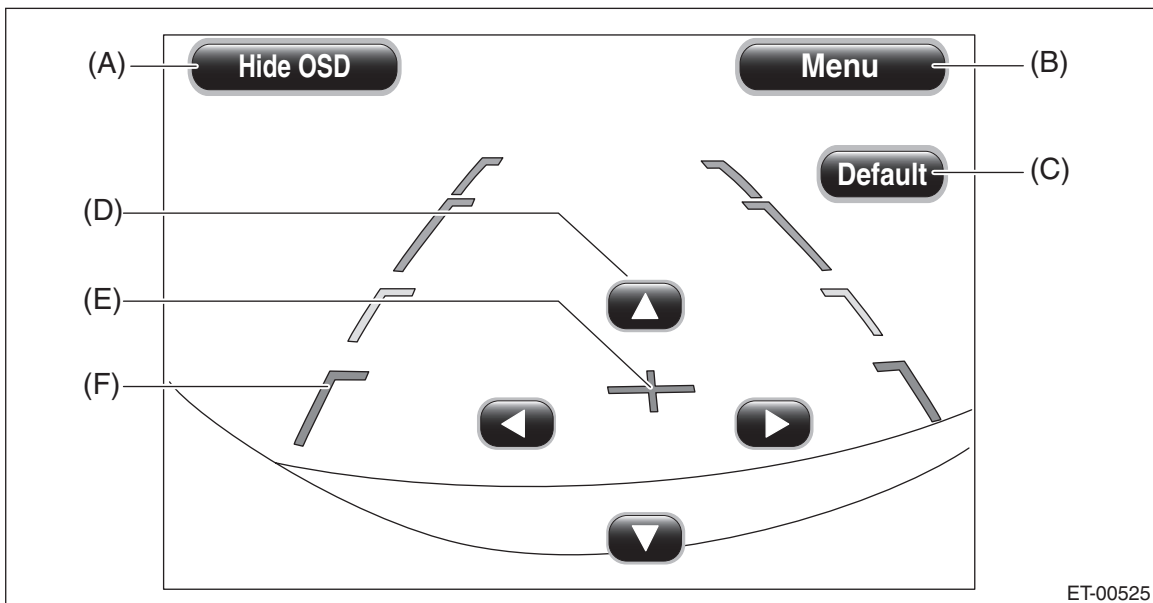 (A) Hide OSD Menu (B)
Default (C)
(D)
(E)
(F)
ET-00525